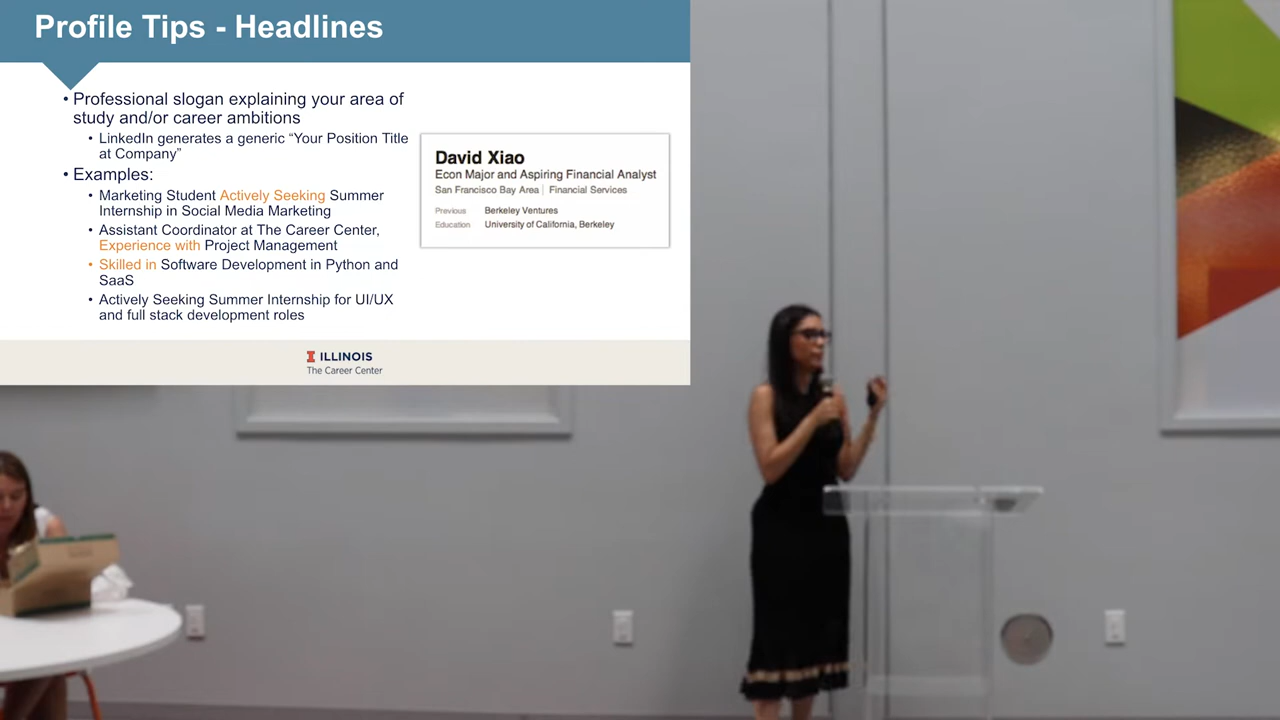 Profile Tips - Headlines
• Professional slogan explaining your area of
study and/or career ambitions
• LinkedIn generates a generic “Your Position Title
at Company”
• Examples:
• Marketing Student Actively Seeking Summer
Internship in Social Media Marketing
• Assistant Coordinator at The Career Center,
Experience with Project Management
• Skilled in Software Development in Python and
SaaS
• Actively Seeking Summer Internship for UI/UX
and full stack development roles
David Xiao
Econ Major and Aspiring Financial Analyst
San Francisco Bay Area | Financial Services
Previous Berkeley Ventures
Education University of California, Berkeley
I ILLINOIS
The Career Center